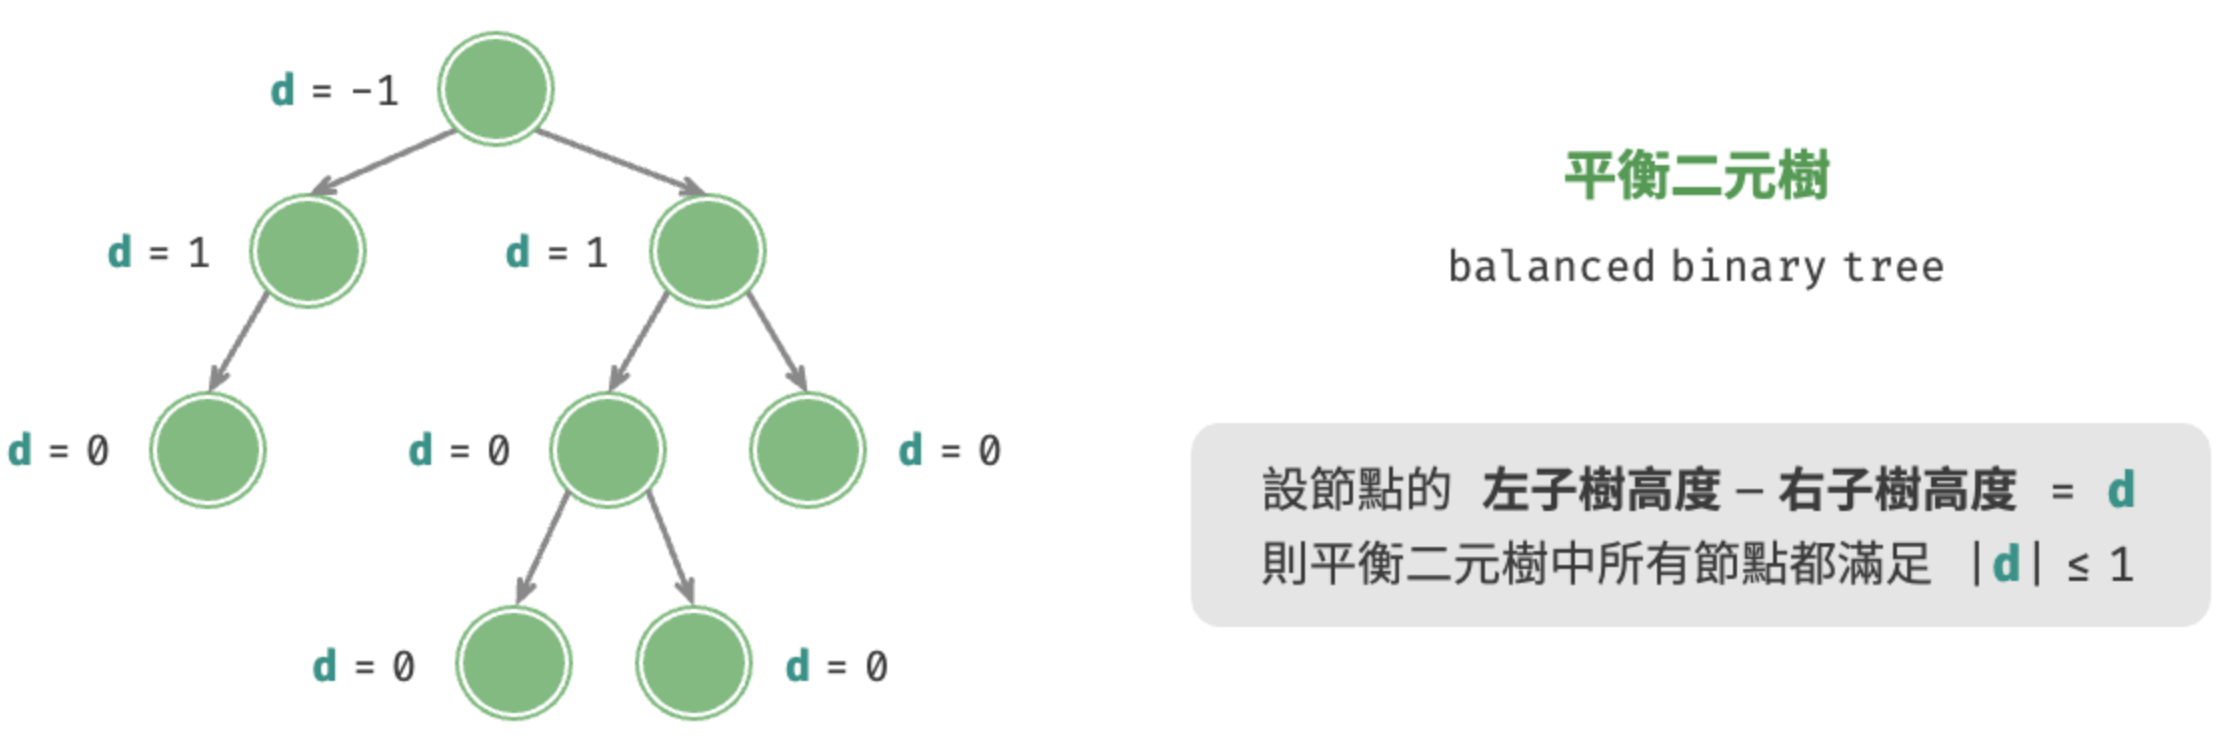 d = -1
d = 1
d = 1
d = 0
d = 0
d = 0
d = 0
d = 0
平衡二元樹
balanced binary tree
設節點的 左子樹高度 – 右子樹高度 = d
則平衡二元樹中所有節點都滿足 |d| ≤ 1